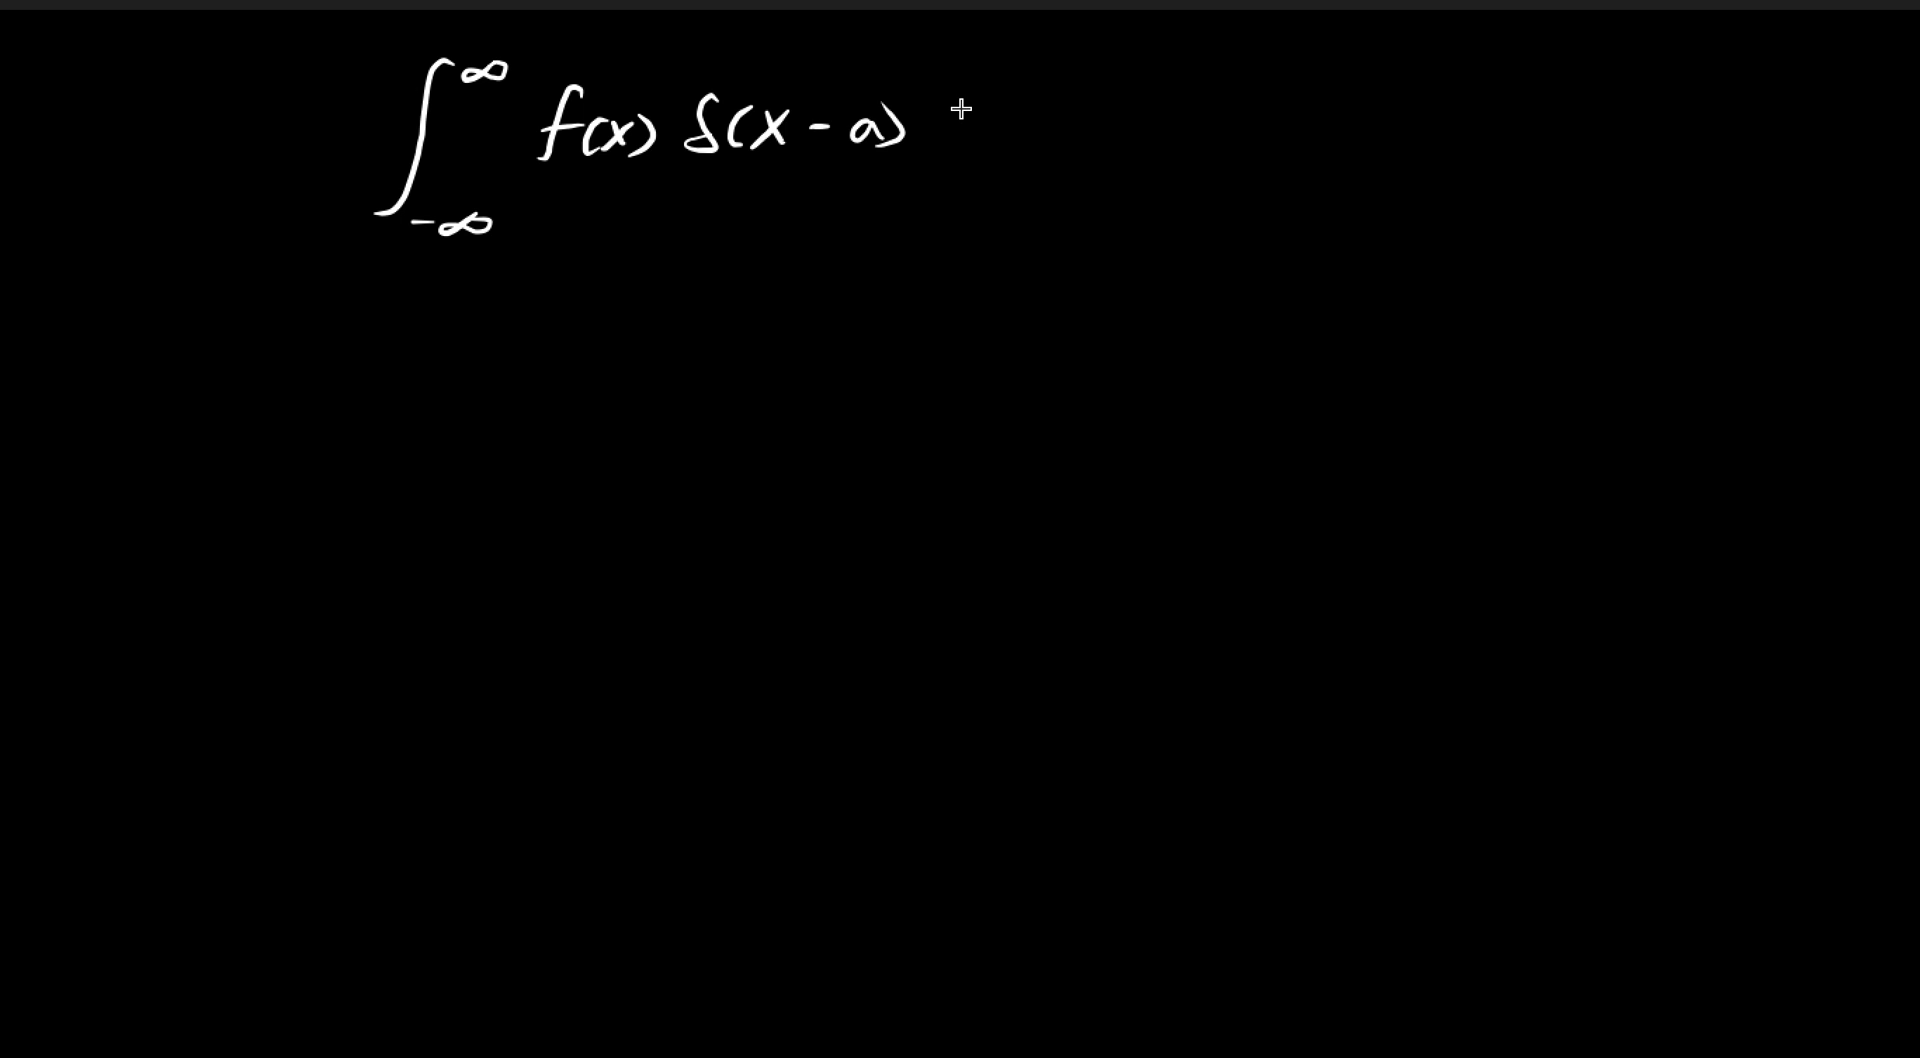 ∫_{-∞}^{∞} f(x) δ(x - a)